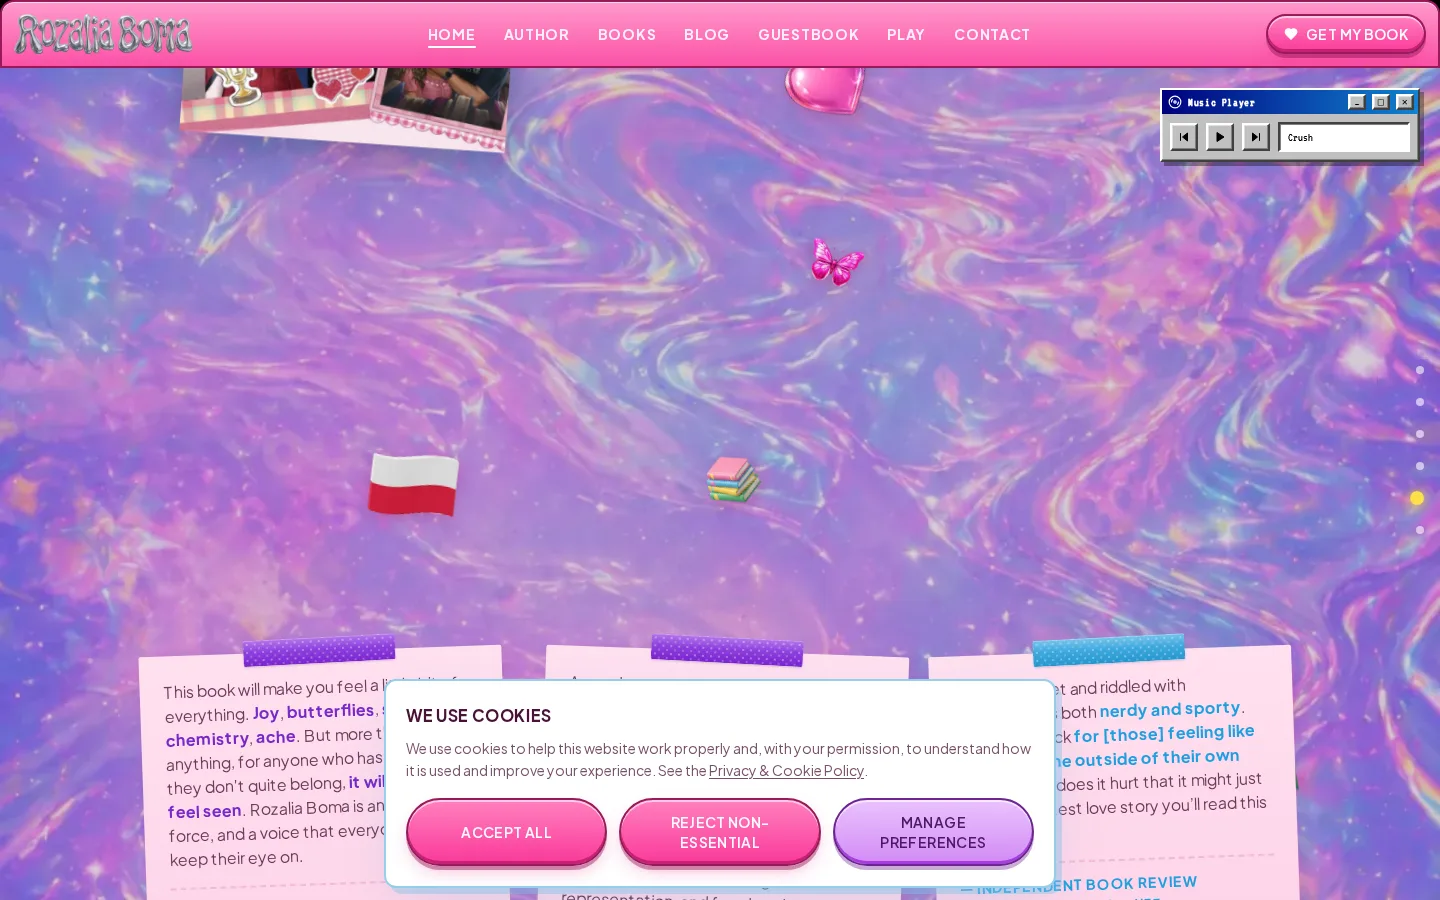 Rozalia Boma
HOME
AUTHOR
BOOKS
BLOG
GUESTBOOK
PLAY
CONTACT
GET MY BOOK
Music Player
Crush
This book will make you feel a
everything. Joy, butterflies,
chemistry, ache. But more
anything, for anyone who has
they don't quite belong, it
feel seen. Rozalia Boma is an
force, and a voice that
keep their eye on.
et and riddled with
both nerdy and sporty.
for [those] feeling like
outside of their own
does it hurt that it might just
love story you'll read this
— INDEPENDENT BOOK REVIEW
WE USE COOKIES
We use cookies to help this website work properly and, with your permission, to understand how
it is used and improve your experience. See the Privacy & Cookie Policy.
ACCEPT ALL
REJECT NON-
ESSENTIAL
MANAGE
PREFERENCES